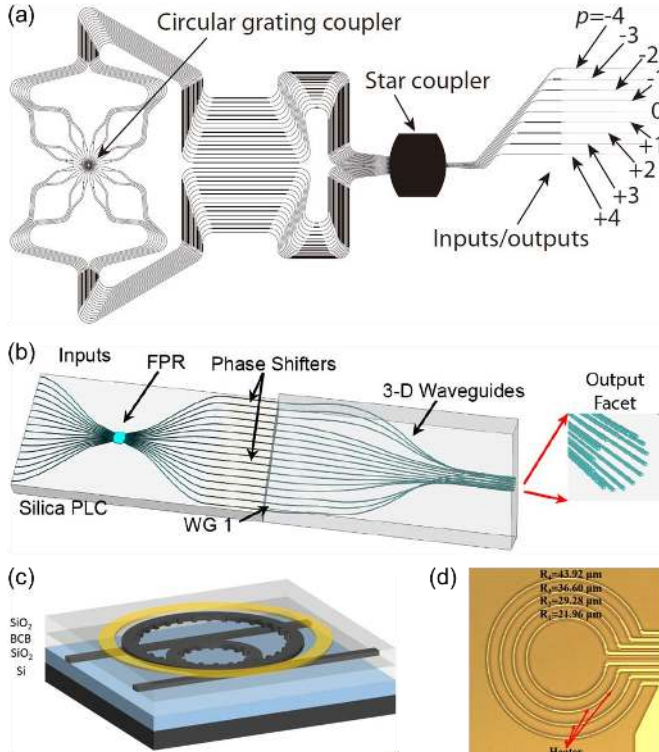 (a)
Circular grating coupler
Star coupler
p=-4
-3
-2
0
+1
+2
+3
+4
Inputs/outputs
(b)
Inputs
FPR
Phase Shifters
3-D Waveguides
Output
Facet
Silica PLC
WG 1
(c)
SiO2
BCB
SiO2
Si
(d)
R4=43.92 μm
R3=36.60 μm
R2=29.28 μm
R1=21.96 μm